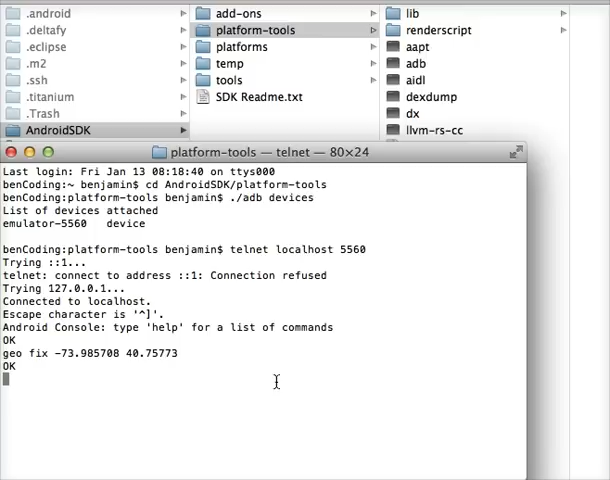 .android
.deltafy
.eclipse
.m2
.ssh
.titanium
.Trash
AndroidSDK
add-ons
platform-tools
platforms
temp
tools
SDK Readme.txt
lib
renderscript
aapt
adb
aidl
dexdump
dx
llvm-rs-cc
platform-tools — telnet — 80×24
Last login: Fri Jan 13 08:18:40 on ttys000
benCoding:~ benjamin$ cd AndroidSDK/platform-tools
benCoding:platform-tools benjamin$ ./adb devices
List of devices attached
emulator-5560 device
benCoding:platform-tools benjamin$ telnet localhost 5560
Trying ::1...
telnet: connect to address ::1: Connection refused
Trying 127.0.0.1...
Connected to localhost.
Escape character is '^]'.
Android Console: type 'help' for a list of commands
OK
geo fix -73.985708 40.75773
OK